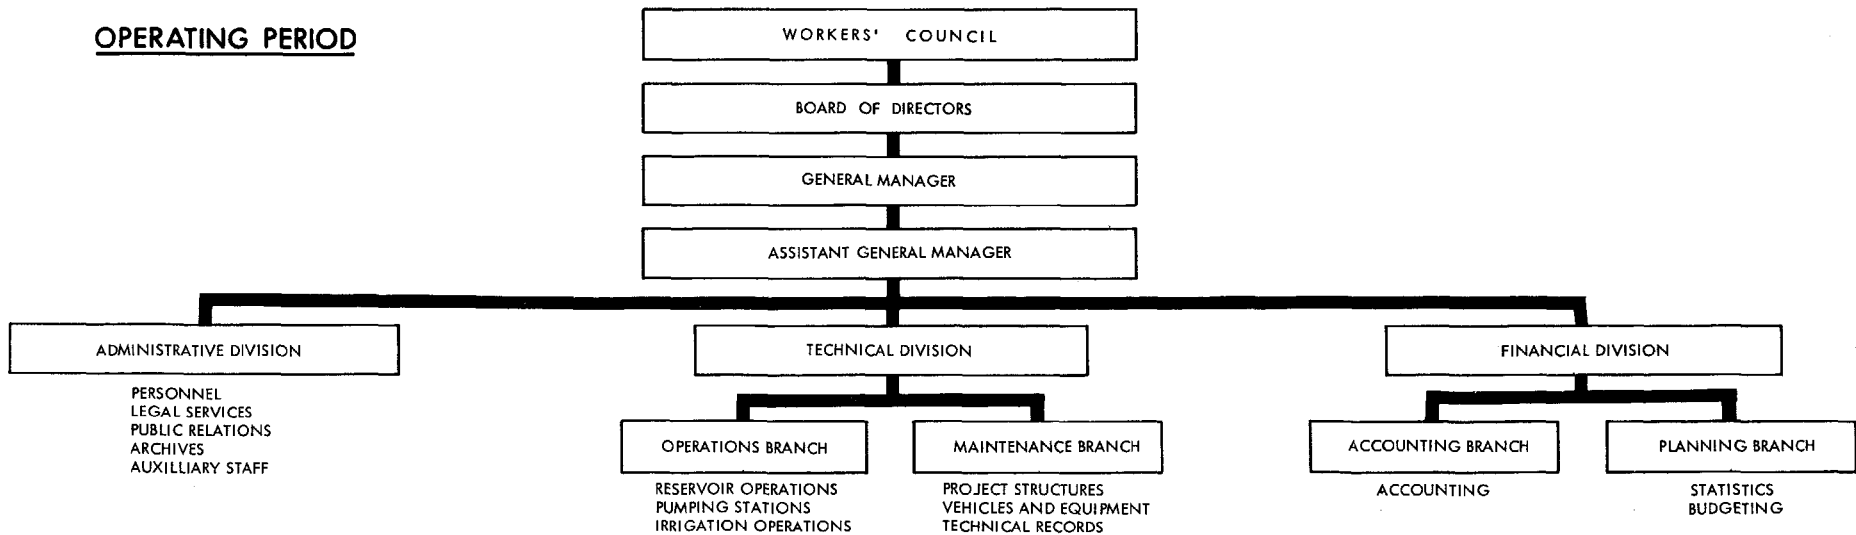 OPERATING PERIOD
WORKERS' COUNCIL
BOARD OF DIRECTORS
GENERAL MANAGER
ASSISTANT GENERAL MANAGER
ADMINISTRATIVE DIVISION
PERSONNEL
LEGAL SERVICES
PUBLIC RELATIONS
ARCHIVES
AUXILLIARY STAFF
TECHNICAL DIVISION
OPERATIONS BRANCH
RESERVOIR OPERATIONS
PUMPING STATIONS
IRRIGATION OPERATIONS
MAINTENANCE BRANCH
PROJECT STRUCTURES
VEHICLES AND EQUIPMENT
TECHNICAL RECORDS
FINANCIAL DIVISION
ACCOUNTING BRANCH
ACCOUNTING
PLANNING BRANCH
STATISTICS
BUDGETING